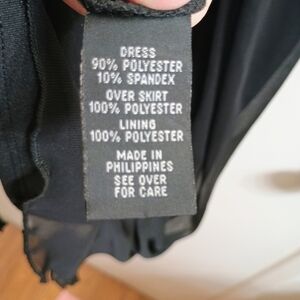 DRESS
90% POLYESTER
10% SPANDEX
OVER SKIRT
100% POLYESTER
LINING
100% POLYESTER
MADE IN
PHILIPPINES
SEE OVER
FOR CARE